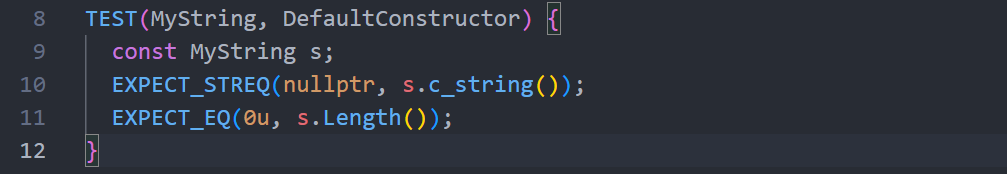 8 TEST(MyString, DefaultConstructor) {
9 const MyString s;
10 EXPECT_STREQ(nullptr, s.c_string());
11 EXPECT_EQ(0u, s.Length());
12 }